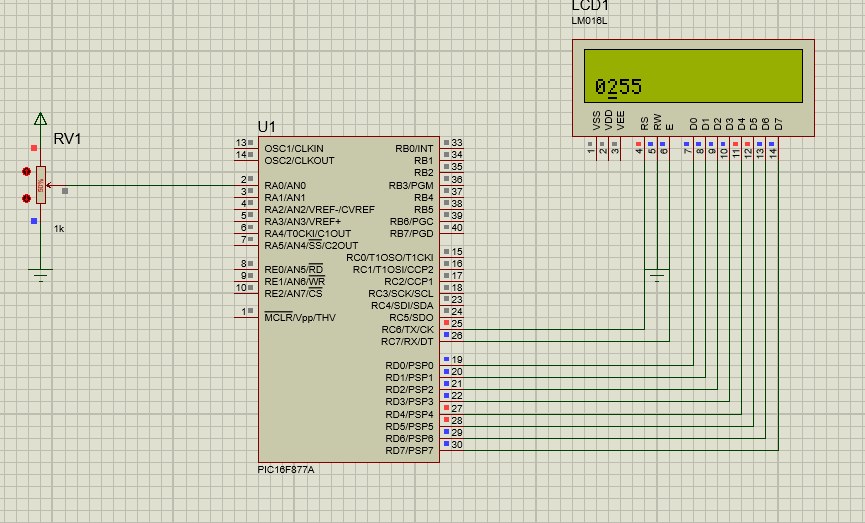 LCD1
LM016L
0255
VSS
VDD
VEE
RS
RW
E
D0
D1
D2
D3
D4
D5
D6
D7
1
2
3
4
5
6
7
8
9
10
11
12
13
14
RV1
50%
1k
U1
13 OSC1/CLKIN RB0/INT 33
14 OSC2/CLKOUT RB1 34
RB2 35
2 RA0/AN0 RB3/PGM 36
3 RA1/AN1 RB4 37
4 RA2/AN2/VREF-/CVREF RB5 38
5 RA3/AN3/VREF+ RB6/PGC 39
6 RA4/T0CKI/C1OUT RB7/PGD 40
7 RA5/AN4/SS/C2OUT
RC0/T1OSO/T1CKI 15
8 RE0/AN5/RD RC1/T1OSI/CCP2 16
9 RE1/AN6/WR RC2/CCP1 17
10 RE2/AN7/CS RC3/SCK/SCL 18
RC4/SDI/SDA 23
1 MCLR/Vpp/THV RC5/SDO 24
RC6/TX/CK 25
RC7/RX/DT 26
RD0/PSP0 19
RD1/PSP1 20
RD2/PSP2 21
RD3/PSP3 22
RD4/PSP4 27
RD5/PSP5 28
RD6/PSP6 29
RD7/PSP7 30
PIC16F877A